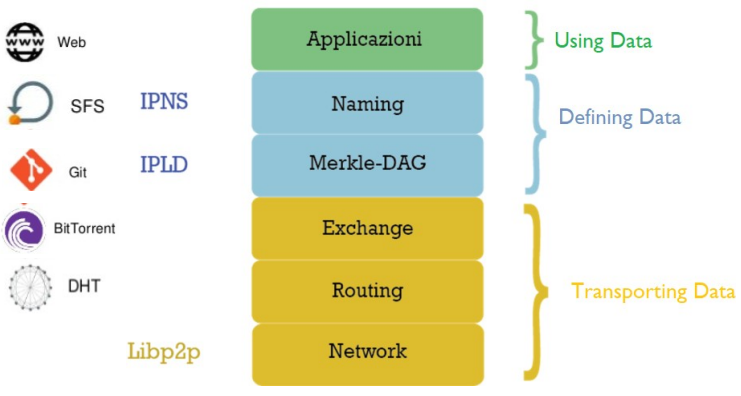 www
Web
Applicazioni
Using Data
SFS
IPNS
Naming
Defining Data
Git
IPLD
Merkle-DAG
BitTorrent
Exchange
DHT
Routing
Transporting Data
Libp2p
Network